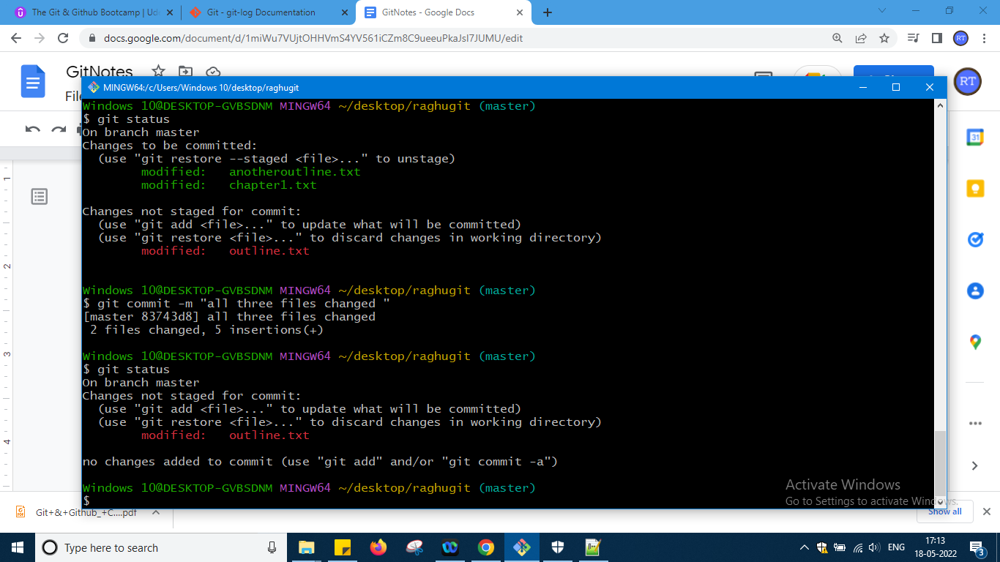 The Git & Github Bootcamp | Ud
Git - git-log Documentation
GitNotes - Google Docs
docs.google.com/document/d/1miWu7VUjtOHHVmS4YV561iCZm8C9ueeuPkaJsl7JUMU/edit
RT
GitNotes
RT
File
MINGW64:/c/Users/Windows 10/desktop/raghugit
Windows 10@DESKTOP-GVBSDNM MINGW64 ~/desktop/raghugit (master)
$ git status
On branch master
Changes to be committed:
(use "git restore --staged <file>..." to unstage)
modified: anotheroutline.txt
modified: chapter1.txt
Changes not staged for commit:
(use "git add <file>..." to update what will be committed)
(use "git restore <file>..." to discard changes in working directory)
modified: outline.txt
Windows 10@DESKTOP-GVBSDNM MINGW64 ~/desktop/raghugit (master)
$ git commit -m "all three files changed "
[master 83743d8] all three files changed
2 files changed, 5 insertions(+)
Windows 10@DESKTOP-GVBSDNM MINGW64 ~/desktop/raghugit (master)
$ git status
On branch master
Changes not staged for commit:
(use "git add <file>..." to update what will be committed)
(use "git restore <file>..." to discard changes in working directory)
modified: outline.txt
no changes added to commit (use "git add" and/or "git commit -a")
Windows 10@DESKTOP-GVBSDNM MINGW64 ~/desktop/raghugit (master)
$
1
2
3
4
31
Activate Windows
Go to Settings to activate Windows.
Git+&+Github_+C....pdf
Show all
Type here to search
ENG
17:13
18-05-2022
3